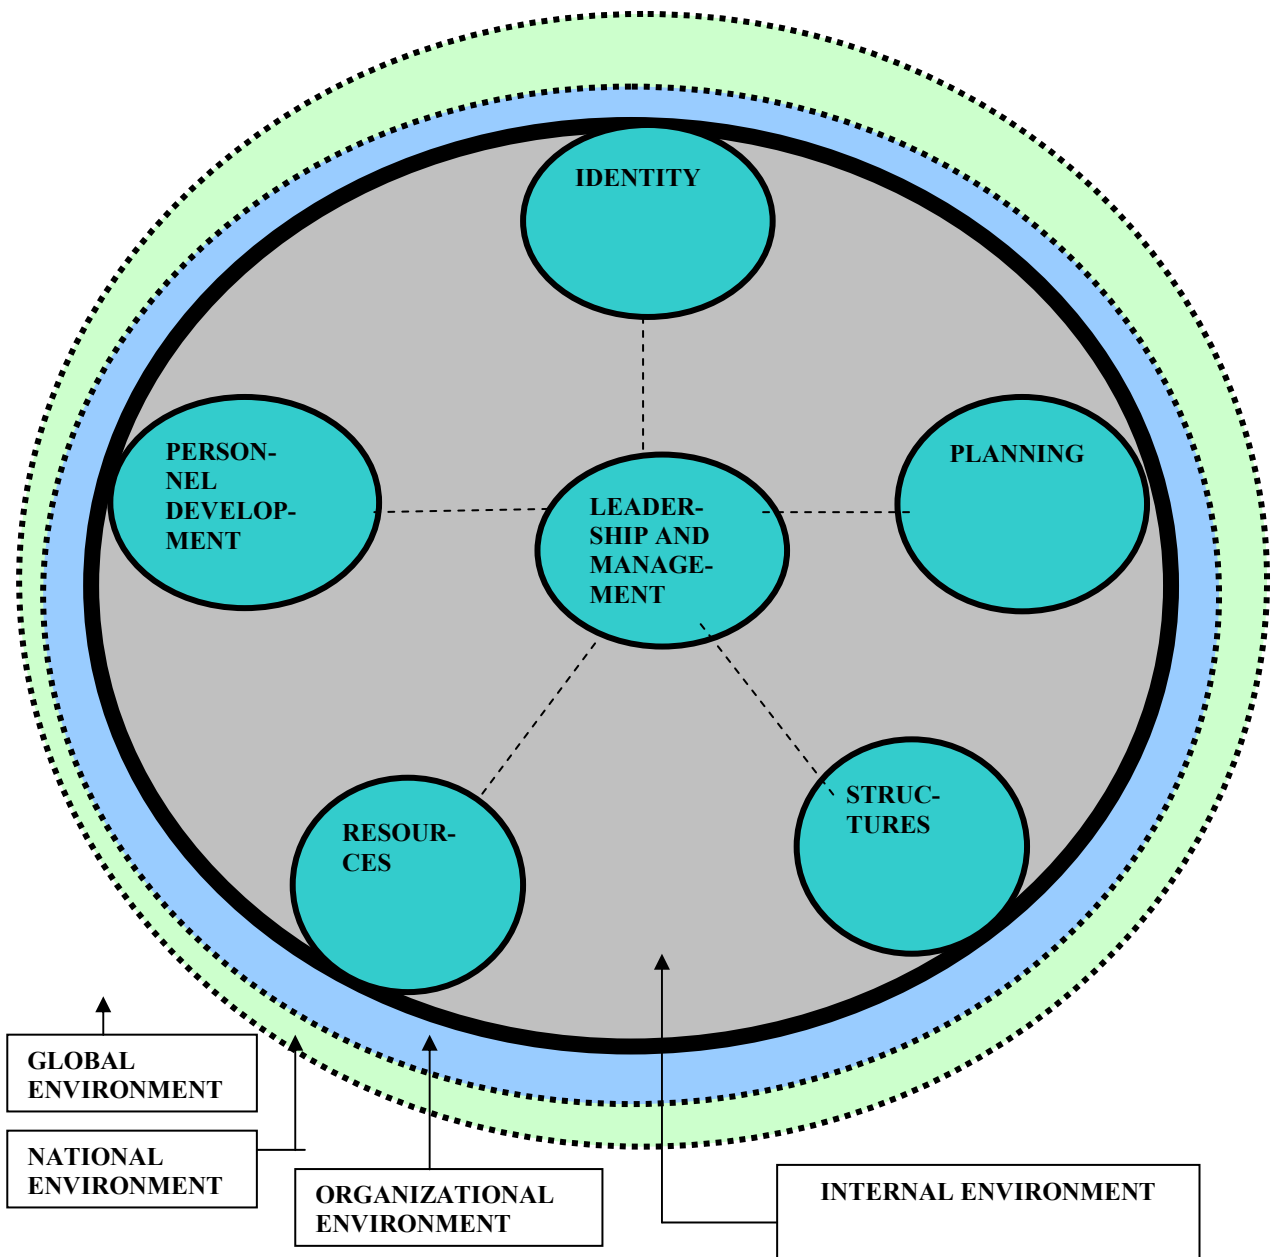 IDENTITY
PERSON-
NEL
DEVELOP-
MENT
PLANNING
LEADER-
SHIP AND
MANAGE-
MENT
STRUC-
TURES
RESOUR-
CES
GLOBAL
ENVIRONMENT
NATIONAL
ENVIRONMENT
ORGANIZATIONAL
ENVIRONMENT
INTERNAL ENVIRONMENT